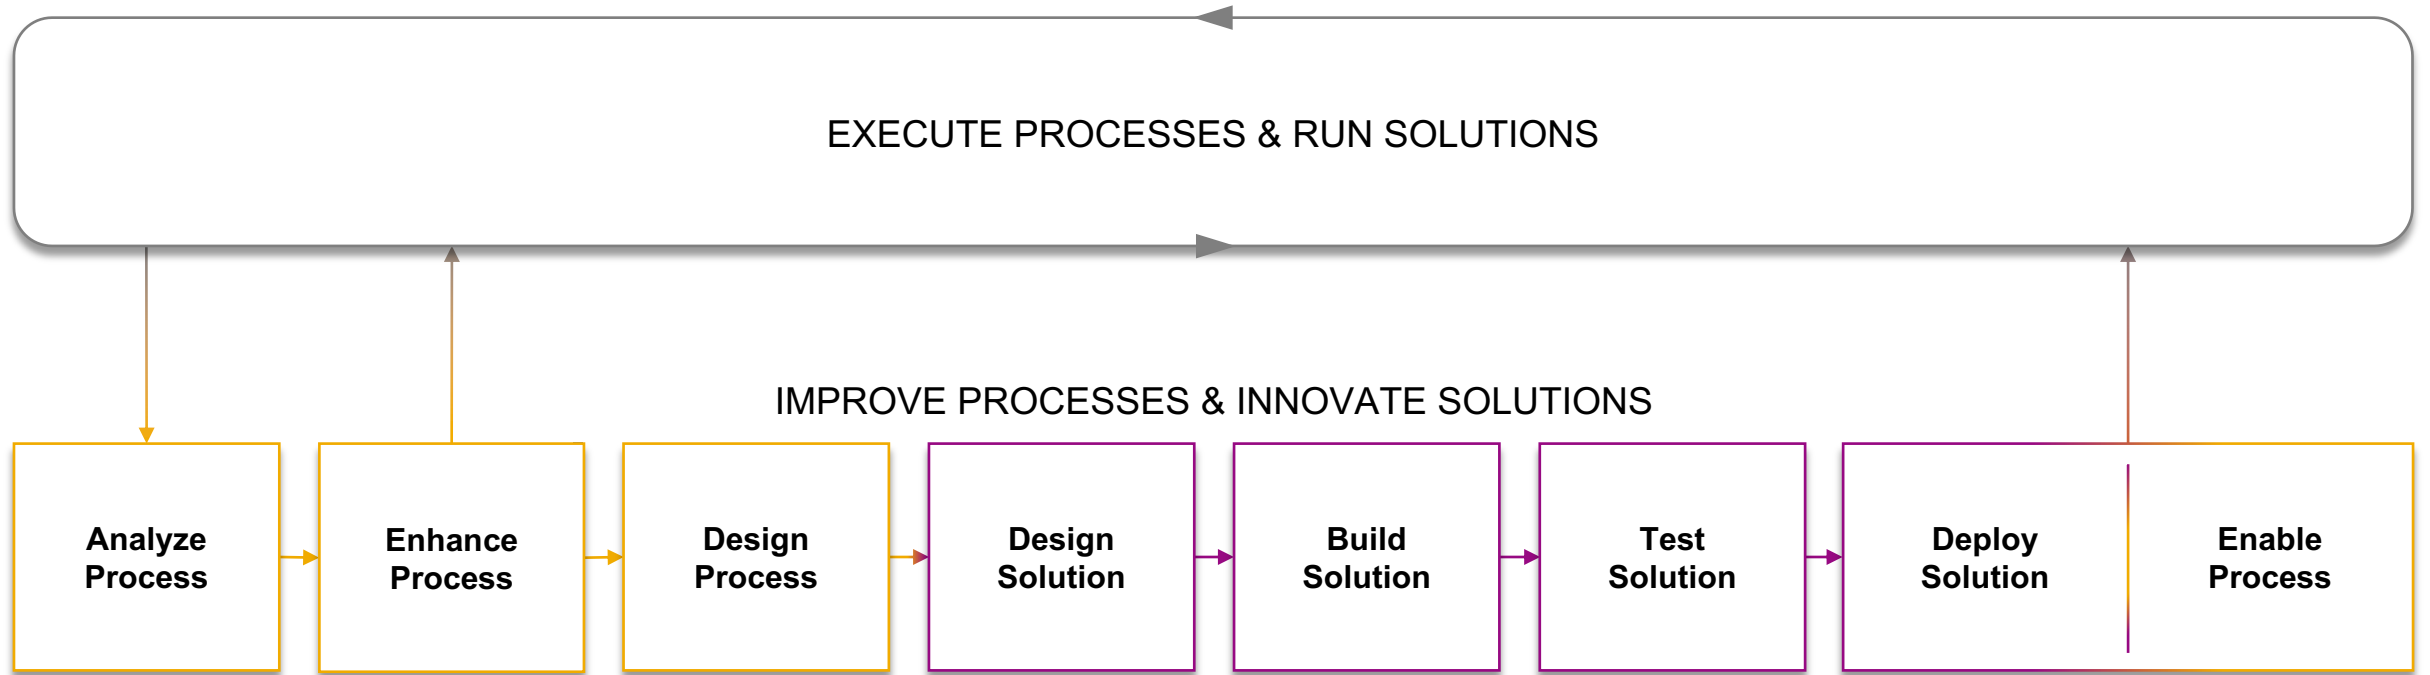 EXECUTE PROCESSES & RUN SOLUTIONS
IMPROVE PROCESSES & INNOVATE SOLUTIONS
Analyze
Process
Enhance
Process
Design
Process
Design
Solution
Build
Solution
Test
Solution
Deploy
Solution
Enable
Process